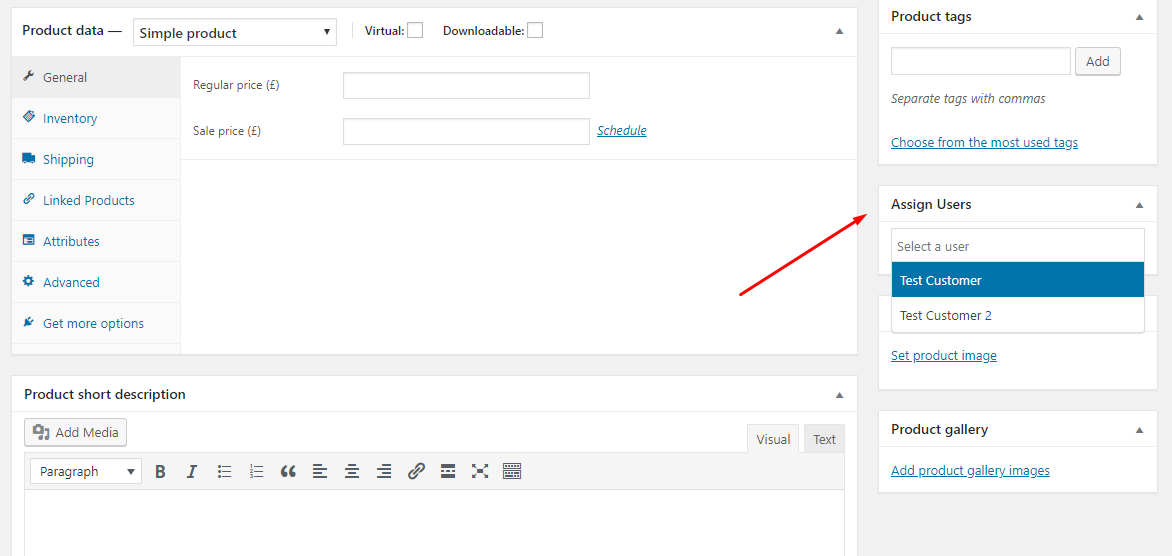 Product data —
Simple product
Virtual:
Downloadable:
General
Inventory
Shipping
Linked Products
Attributes
Advanced
Get more options
Regular price (£)
Sale price (£)
Schedule
Product short description
Add Media
Visual
Text
Paragraph
B
I
Product tags
Add
Separate tags with commas
Choose from the most used tags
Assign Users
Select a user
Test Customer
Test Customer 2
Set product image
Product gallery
Add product gallery images